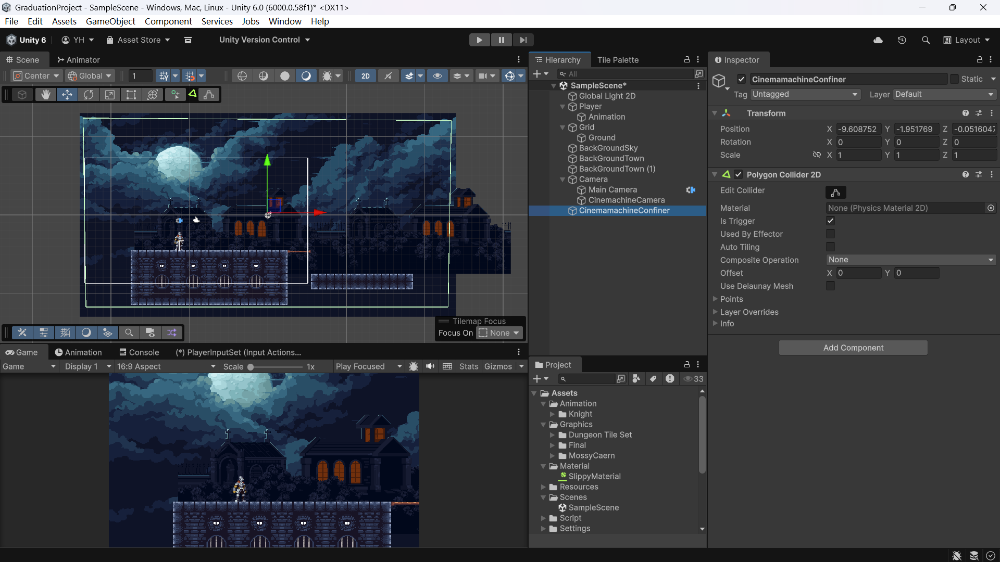 GraduationProject - SampleScene - Windows, Mac, Linux - Unity 6.0 (6000.0.58f1)* <DX11>
File Edit Assets GameObject Component Services Jobs Window Help
Unity 6 YH Asset Store Unity Version Control Layout
Scene Animator
Center Global 1 2D
Tilemap Focus
Focus On None
Hierarchy Tile Palette
All
SampleScene*
Global Light 2D
Player
Animation
Grid
Ground
BackGroundSky
BackGroundTown
BackGroundTown (1)
Camera
Main Camera
CinemachineCamera
CinemamachineConfiner
Inspector
CinemamachineConfiner Static
Tag Untagged Layer Default
Transform
Position X -9.608752 Y -1.951769 Z -0.0516047
Rotation X 0 Y 0 Z 0
Scale X 1 Y 1 Z 1
Polygon Collider 2D
Edit Collider
Material None (Physics Material 2D)
Is Trigger
Used By Effector
Auto Tiling
Composite Operation None
Offset X 0 Y 0
Use Delaunay Mesh
Points
Layer Overrides
Info
Add Component
Game Animation Console (*) PlayerInputSet (Input Actions...
Game Display 1 16:9 Aspect Scale 1x Play Focused Stats Gizmos
Project
33
Assets
Animation
Knight
Graphics
Dungeon Tile Set
Final
MossyCaern
Material
SlippyMaterial
Resources
Scenes
SampleScene
Script
Settings